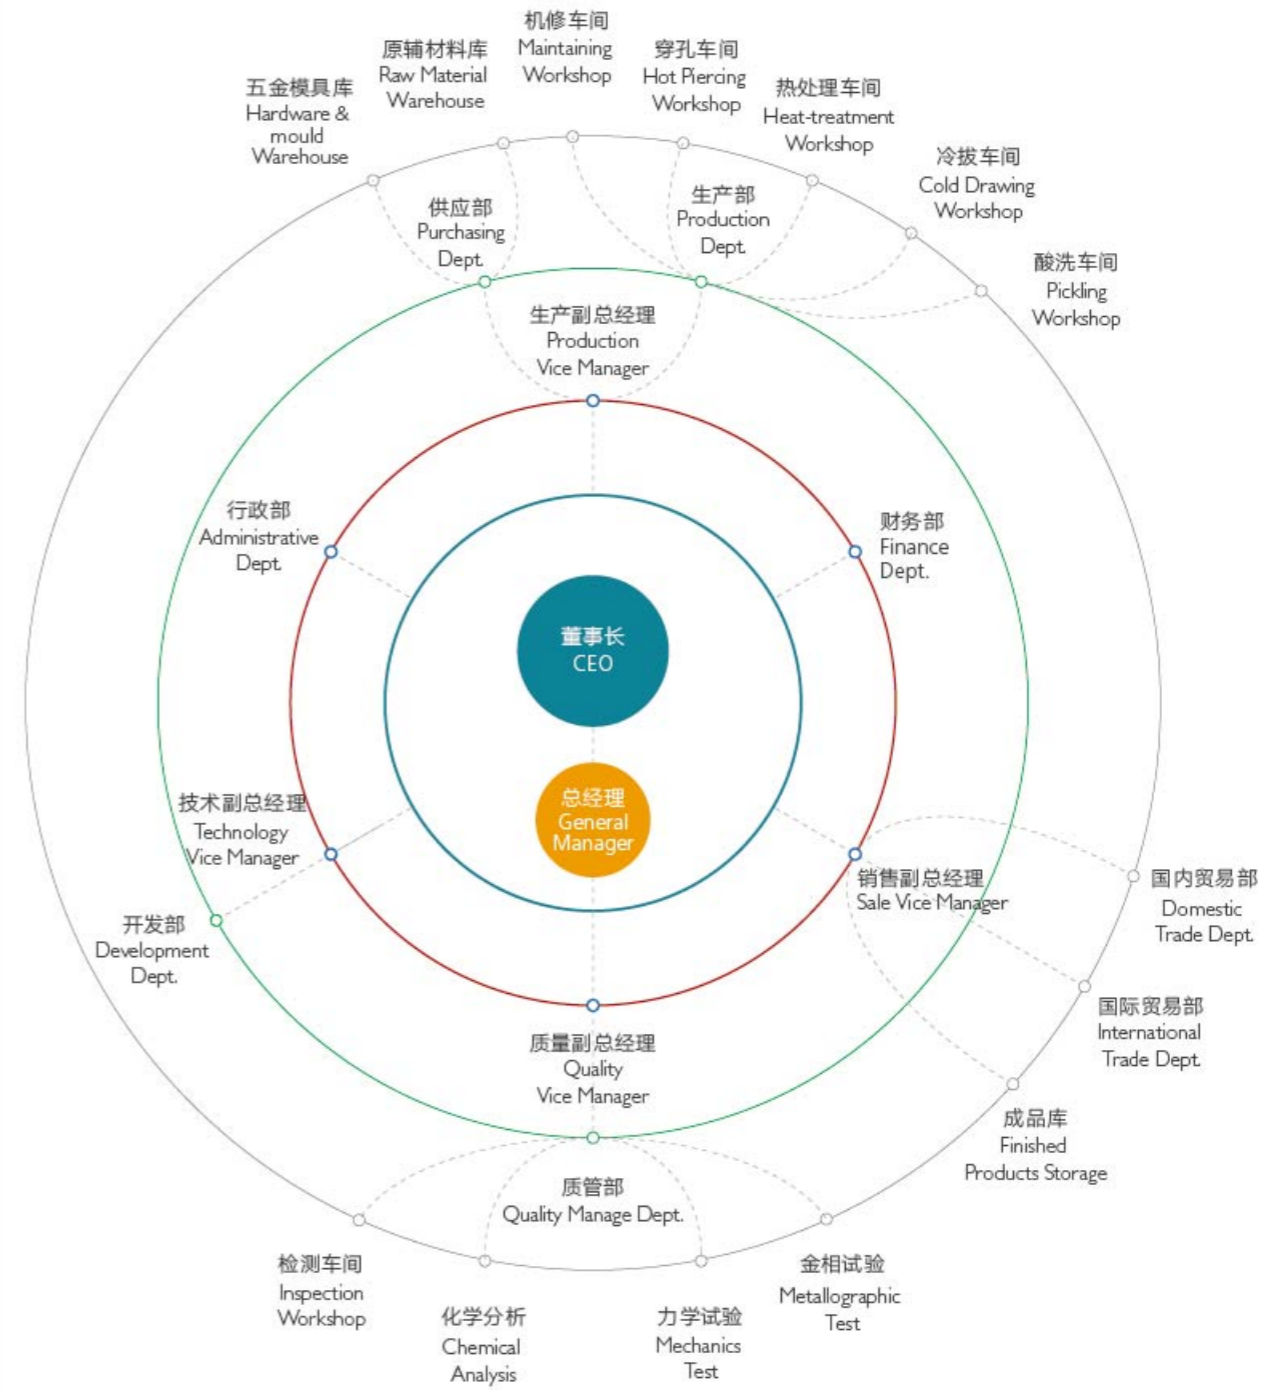 机修车间
Maintaining
Workshop
原辅材料库
Raw Material
Warehouse
穿孔车间
Hot Piercing
Workshop
五金模具库
Hardware &
mould
Warehouse
热处理车间
Heat-treatment
Workshop
冷拔车间
Cold Drawing
Workshop
酸洗车间
Pickling
Workshop
供应部
Purchasing
Dept.
生产部
Production
Dept.
生产副总经理
Production
Vice Manager
行政部
Administrative
Dept.
财务部
Finance
Dept.
董事长
CEO
总经理
General
Manager
技术副总经理
Technology
Vice Manager
销售副总经理
Sale Vice Manager
国内贸易部
Domestic
Trade Dept.
开发部
Development
Dept.
国际贸易部
International
Trade Dept.
质量副总经理
Quality
Vice Manager
成品库
Finished
Products Storage
质管部
Quality Manage Dept.
检测车间
Inspection
Workshop
化学分析
Chemical
Analysis
力学试验
Mechanics
Test
金相试验
Metallographic
Test